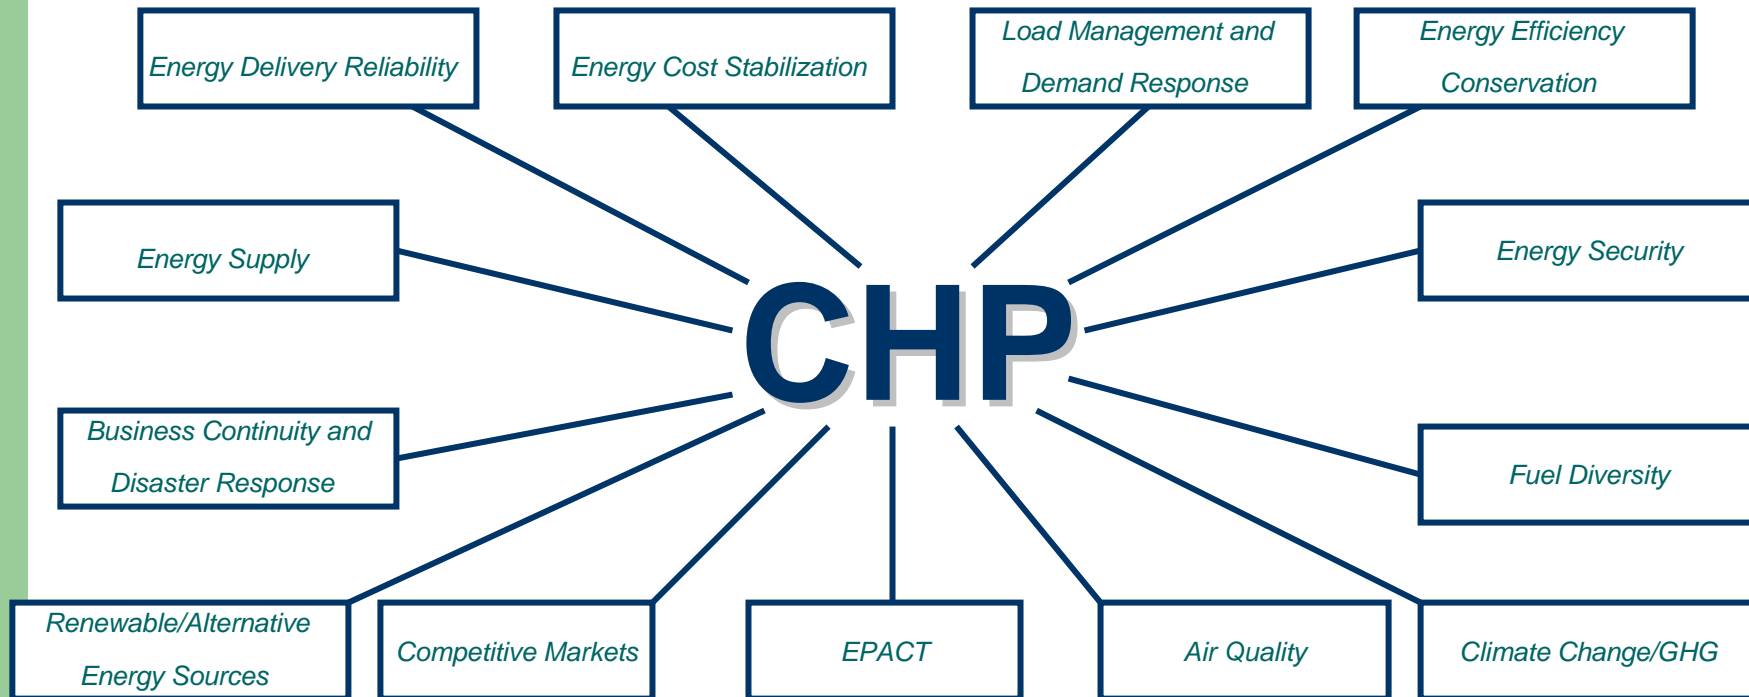 Energy Delivery Reliability
Energy Cost Stabilization
Load Management and
Demand Response
Energy Efficiency
Conservation
Energy Supply
Energy Security
CHP
Business Continuity and
Disaster Response
Fuel Diversity
Renewable/Alternative
Energy Sources
Competitive Markets
EPACT
Air Quality
Climate Change/GHG